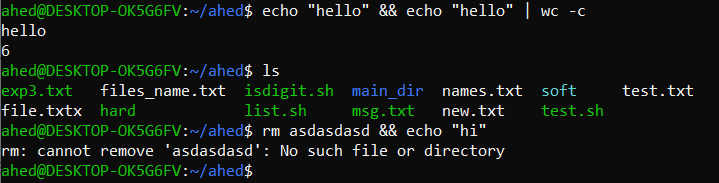 ahed@DESKTOP-OK5G6FV:~/ahed$ echo "hello" && echo "hello" | wc -c
hello
6
ahed@DESKTOP-OK5G6FV:~/ahed$ ls
exp3.txt files_name.txt isdigit.sh main_dir names.txt soft test.txt
file.txtx hard list.sh msg.txt new.txt test.sh
ahed@DESKTOP-OK5G6FV:~/ahed$ rm asdasdasd && echo "hi"
rm: cannot remove 'asdasdasd': No such file or directory
ahed@DESKTOP-OK5G6FV:~/ahed$